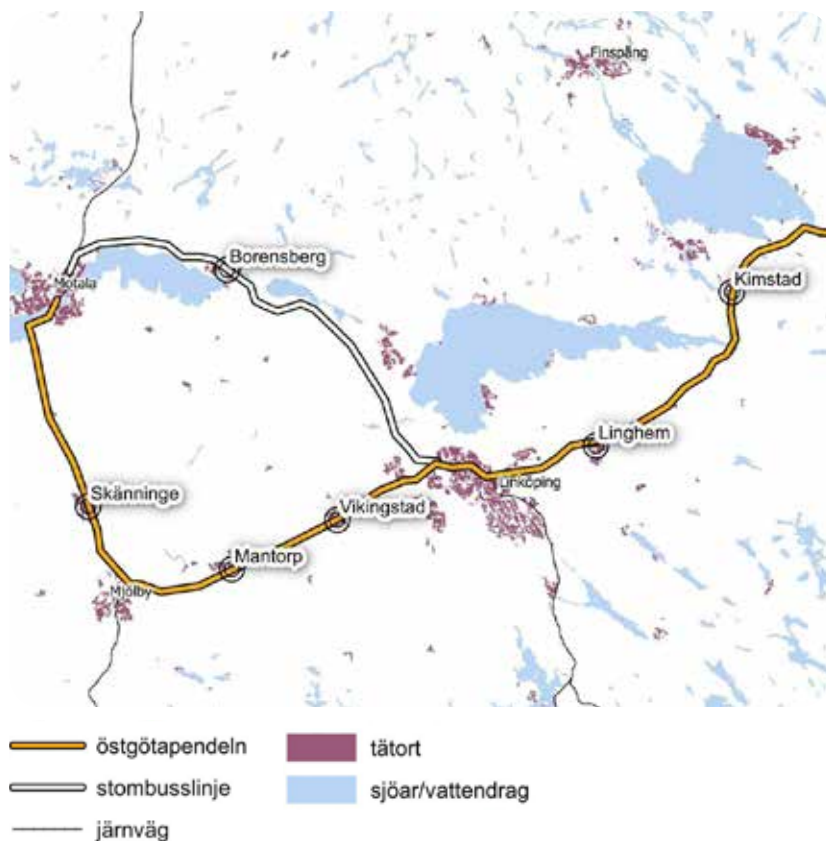 Finspång
Borensberg
Motala
Kimstad
Linghem
Linköping
Skänninge
Vikingstad
Mantorp
Mjölby
östgötapendeln
tätort
stombusslinje
sjöar/vattendrag
järnväg